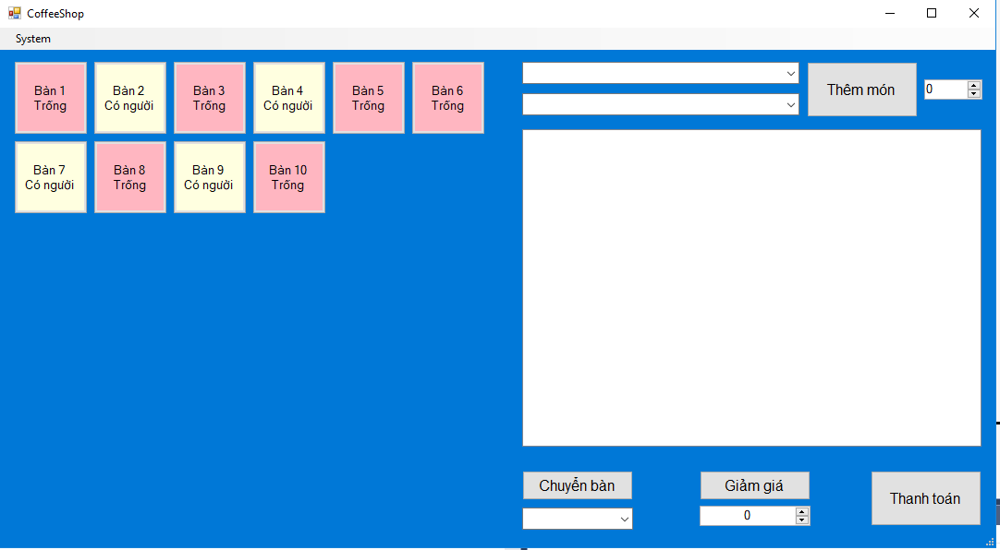 CoffeeShop
System
Bàn 1
Trống
Bàn 2
Có người
Bàn 3
Trống
Bàn 4
Có người
Bàn 5
Trống
Bàn 6
Trống
Thêm món
0
Bàn 7
Có người
Bàn 8
Trống
Bàn 9
Có người
Bàn 10
Trống
Chuyển bàn
Giảm giá
0
Thanh toán